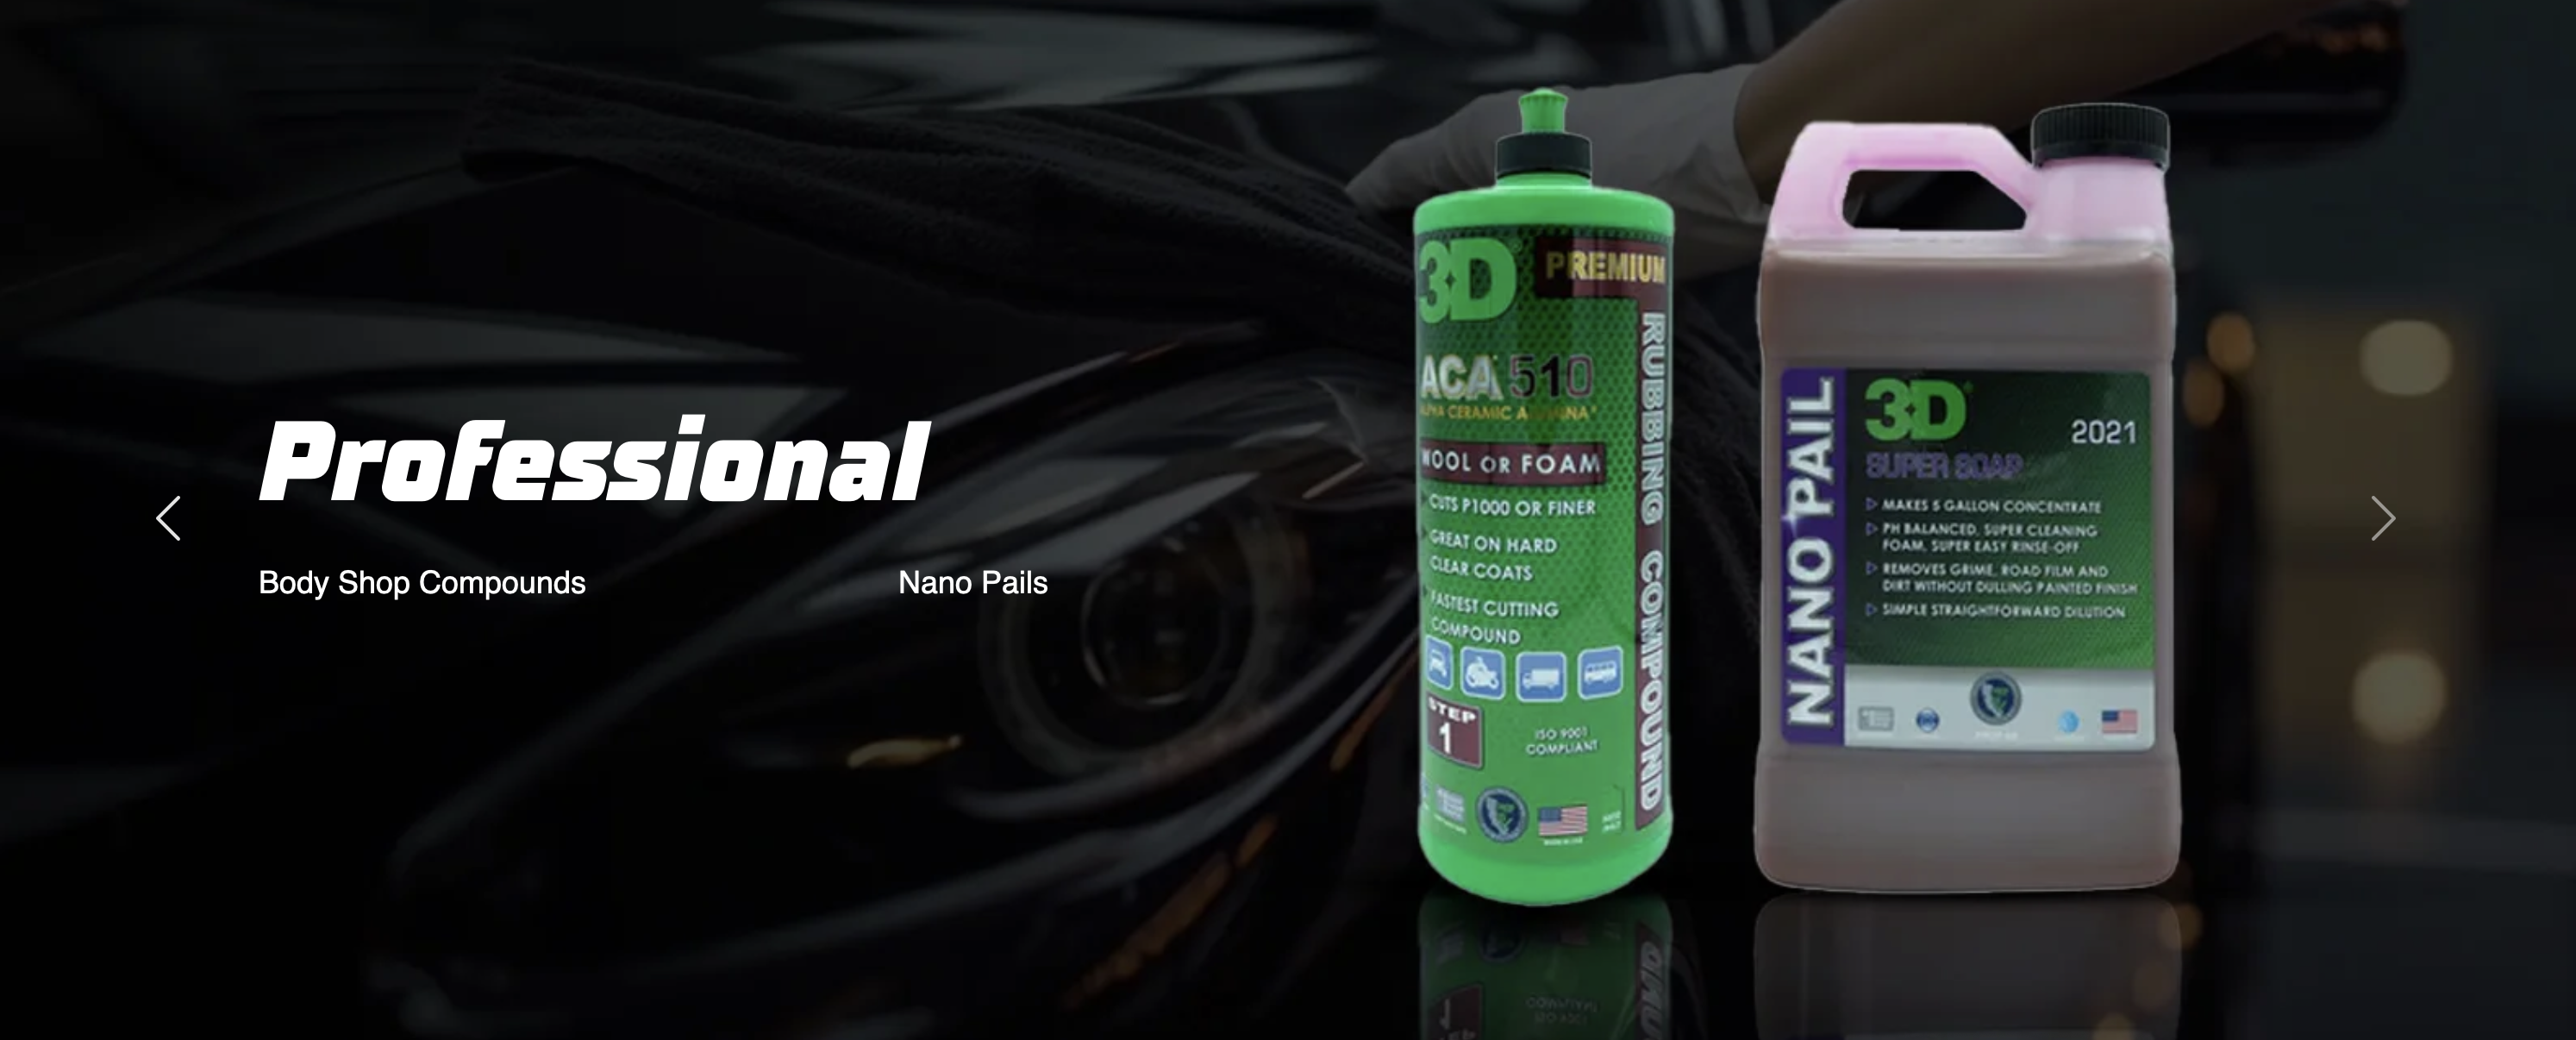 Professional
Body Shop Compounds
Nano Pails
3D
PREMIUM
RUBBING COMPOUND
ACA 510
ALPHA CERAMIC ALUMINA
WOOL OR FOAM
CUTS P1000 OR FINER
GREAT ON HARD
CLEAR COATS
FASTEST CUTTING
COMPOUND
STEP
1
ISO 9001
COMPLIANT
NANO PAIL
3D
2021
SUPER SOAP
MAKES 5 GALLON CONCENTRATE
PH BALANCED, SUPER CLEANING
FOAM, SUPER EASY RINSE-OFF
REMOVES GRIME, ROAD FILM AND
DIRT WITHOUT DULLING PAINTED FINISH
SIMPLE STRAIGHTFORWARD DILUTION